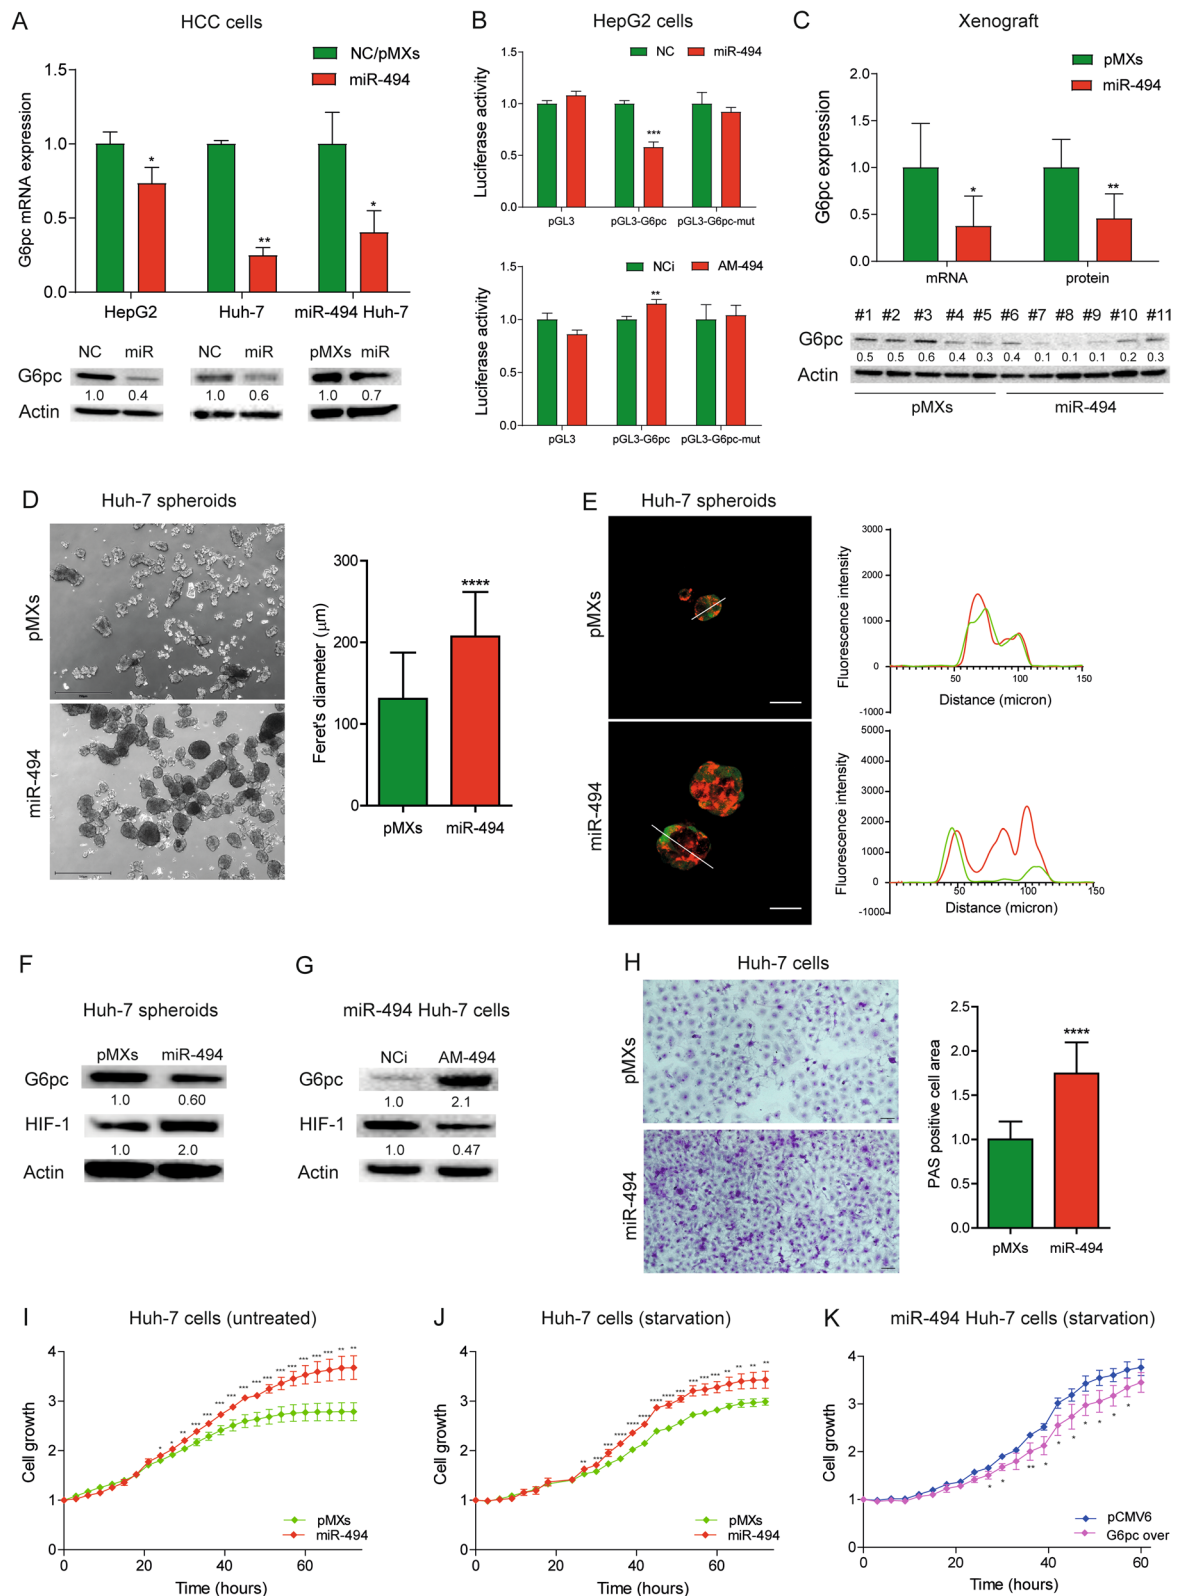 A
HCC cells
NC/pMXs
miR-494
G6pc mRNA expression
1.5
1.0
0.5
0.0
*
**
*
HepG2
Huh-7
miR-494 Huh-7
NC miR
NC miR
pMXs miR
G6pc
1.0 0.4
1.0 0.6
1.0 0.7
Actin
B
HepG2 cells
NC
miR-494
Luciferase activity
1.5
1.0
0.5
0.0
***
pGL3
pGL3-G6pc
pGL3-G6pc-mut
NCi
AM-494
Luciferase activity
1.5
1.0
0.5
0.0
**
pGL3
pGL3-G6pc
pGL3-G6pc-mut
C
Xenograft
pMXs
miR-494
G6pc expression
2.0
1.5
1.0
0.5
0.0
*
**
mRNA
protein
#1 #2 #3 #4 #5 #6 #7 #8 #9 #10 #11
G6pc
0.5 0.5 0.6 0.4 0.3 0.4 0.1 0.1 0.1 0.2 0.3
Actin
pMXs
miR-494
D
Huh-7 spheroids
pMXs
miR-494
Feret's diameter (μm)
300
200
100
0
****
pMXs
miR-494
E
Huh-7 spheroids
pMXs
miR-494
Fluorescence intensity
3000
2000
1000
0
-1000
50 100 150
Distance (micron)
Fluorescence intensity
5000
4000
3000
2000
1000
0
-1000
50 100 150
Distance (micron)
F
Huh-7 spheroids
pMXs miR-494
G6pc
1.0 0.60
HIF-1
1.0 2.0
Actin
G
miR-494 Huh-7 cells
NCi AM-494
G6pc
1.0 2.1
HIF-1
1.0 0.47
Actin
H
Huh-7 cells
pMXs
miR-494
PAS positive cell area
2.5
2.0
1.5
1.0
0.5
0.0
****
pMXs
miR-494
I
Huh-7 cells (untreated)
Cell growth
4
3
2
1
0
* * ** *** *** *** *** *** *** *** *** *** *** *** *** ** **
pMXs
miR-494
0 20 40 60
Time (hours)
J
Huh-7 cells (starvation)
Cell growth
4
3
2
1
0
** *** *** **** **** **** **** **** *** *** *** *** ** ** ** **
pMXs
miR-494
0 20 40 60
Time (hours)
K
miR-494 Huh-7 cells (starvation)
Cell growth
4
3
2
1
0
* * ** * * * * * * *
pCMV6
G6pc over
0 20 40 60
Time (hours)